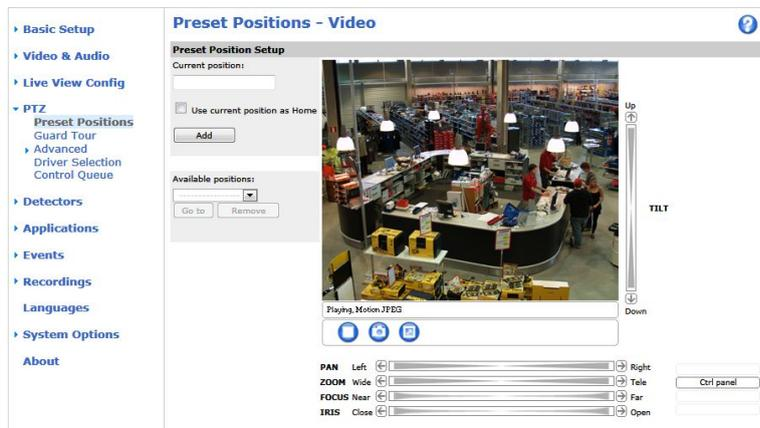 Basic Setup
Video & Audio
Live View Config
PTZ
Preset Positions
Guard Tour
Advanced
Driver Selection
Control Queue
Detectors
Applications
Events
Recordings
Languages
System Options
About
Preset Positions - Video
?
Preset Position Setup
Current position:
Use current position as Home
Add
Available positions:
Go to
Remove
Up
TILT
Down
Playing, Motion JPEG
PAN Left Right
ZOOM Wide Tele Ctrl panel
FOCUS Near Far
IRIS Close Open